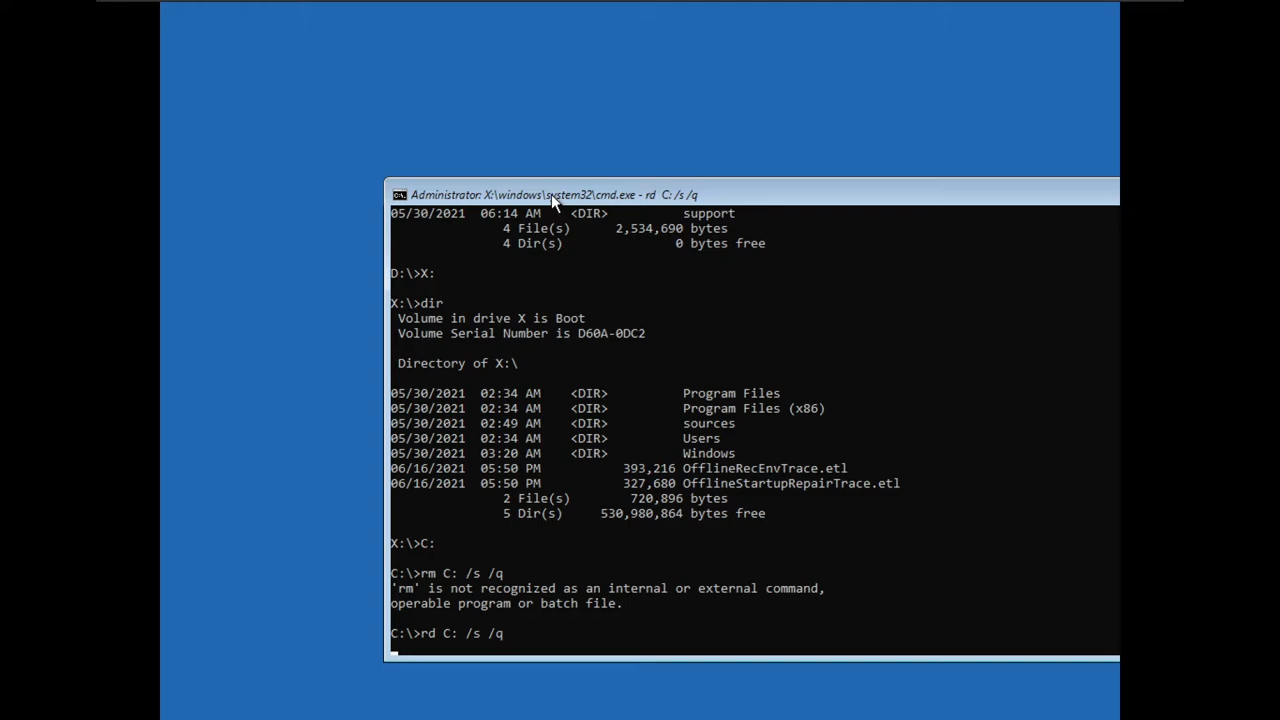 Administrator: X:\windows\system32\cmd.exe - rd  C: /s /q
05/30/2021  06:14 AM    <DIR>          support
               4 File(s)      2,534,690 bytes
               4 Dir(s)               0 bytes free
D:\>X:
X:\>dir
 Volume in drive X is Boot
 Volume Serial Number is D60A-0DC2
 Directory of X:\
05/30/2021  02:34 AM    <DIR>          Program Files
05/30/2021  02:34 AM    <DIR>          Program Files (x86)
05/30/2021  02:49 AM    <DIR>          sources
05/30/2021  02:34 AM    <DIR>          Users
05/30/2021  03:20 AM    <DIR>          Windows
06/16/2021  05:50 PM           393,216 OfflineRecEnvTrace.etl
06/16/2021  05:50 PM           327,680 OfflineStartupRepairTrace.etl
               2 File(s)        720,896 bytes
               5 Dir(s)     530,980,864 bytes free
X:\>C:
C:\>rm C: /s /q
'rm' is not recognized as an internal or external command,
operable program or batch file.
C:\>rd C: /s /q